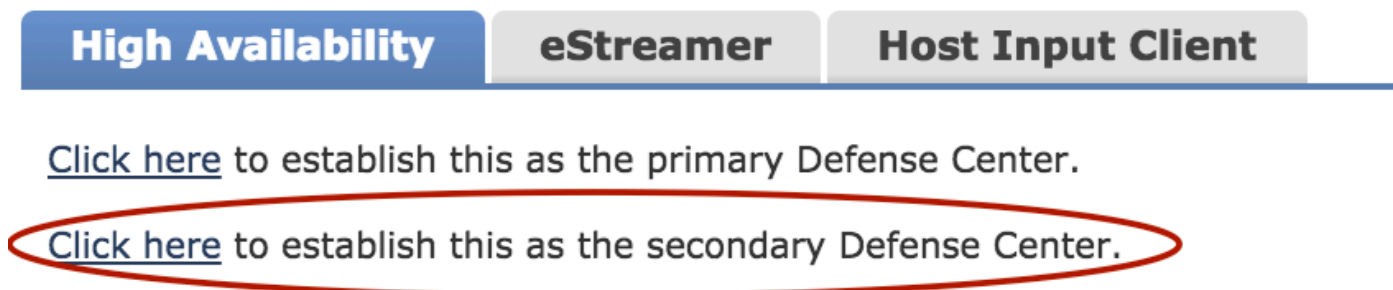 High Availability eStreamer Host Input Client
Click here to establish this as the primary Defense Center.
Click here to establish this as the secondary Defense Center.